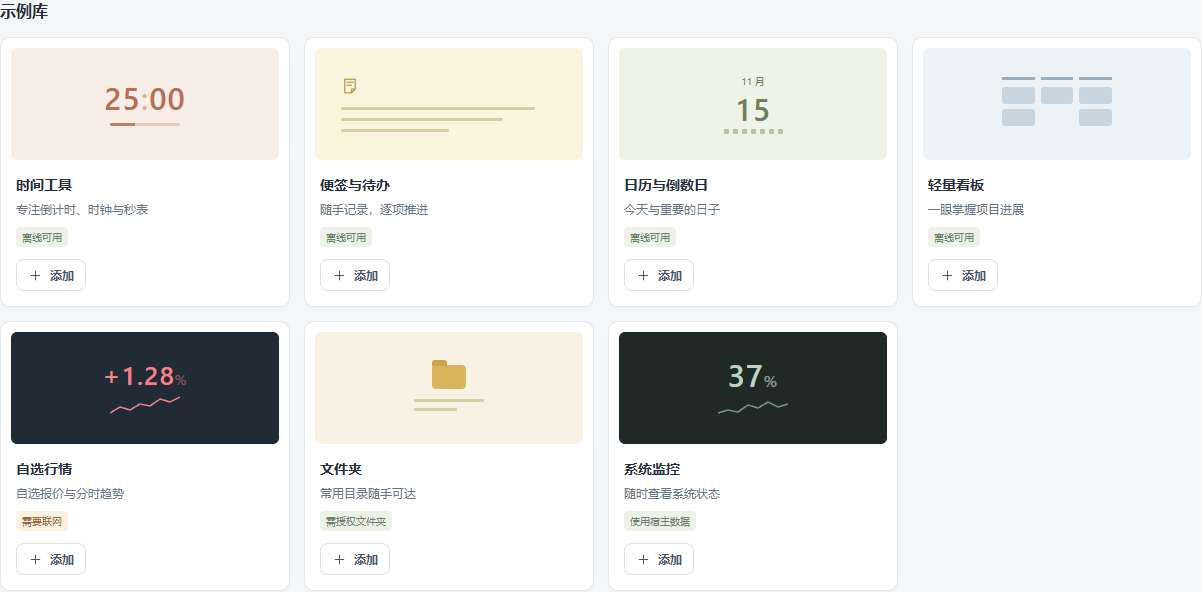 示例库
25:00
时间工具
专注倒计时、时钟与秒表
离线可用
+ 添加
便签与待办
随手记录，逐项推进
离线可用
+ 添加
11 月
15
日历与倒数日
今天与重要的日子
离线可用
+ 添加
轻量看板
一眼掌握项目进展
离线可用
+ 添加
+1.28%
自选行情
自选报价与分时趋势
需要联网
+ 添加
文件夹
常用目录随手可达
需授权文件夹
+ 添加
37%
系统监控
随时查看系统状态
使用宿主数据
+ 添加